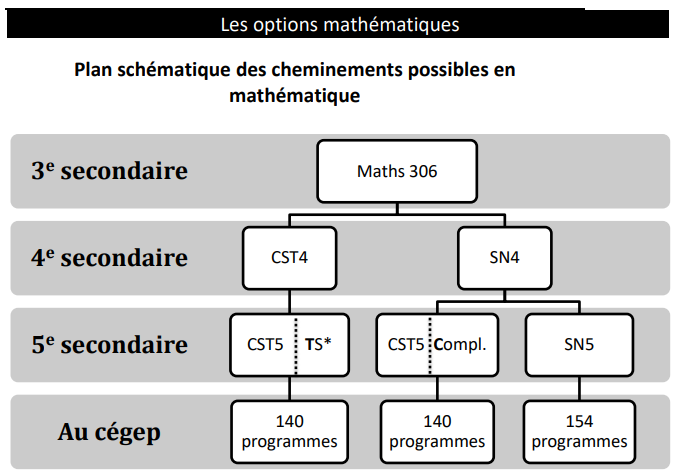 Les options mathématiques
Plan schématique des cheminements possibles en
mathématique
3e secondaire
Maths 306
4e secondaire
CST4
SN4
5e secondaire
CST5 TS*
CST5 Compl.
SN5
Au cégep
140
programmes
140
programmes
154
programmes